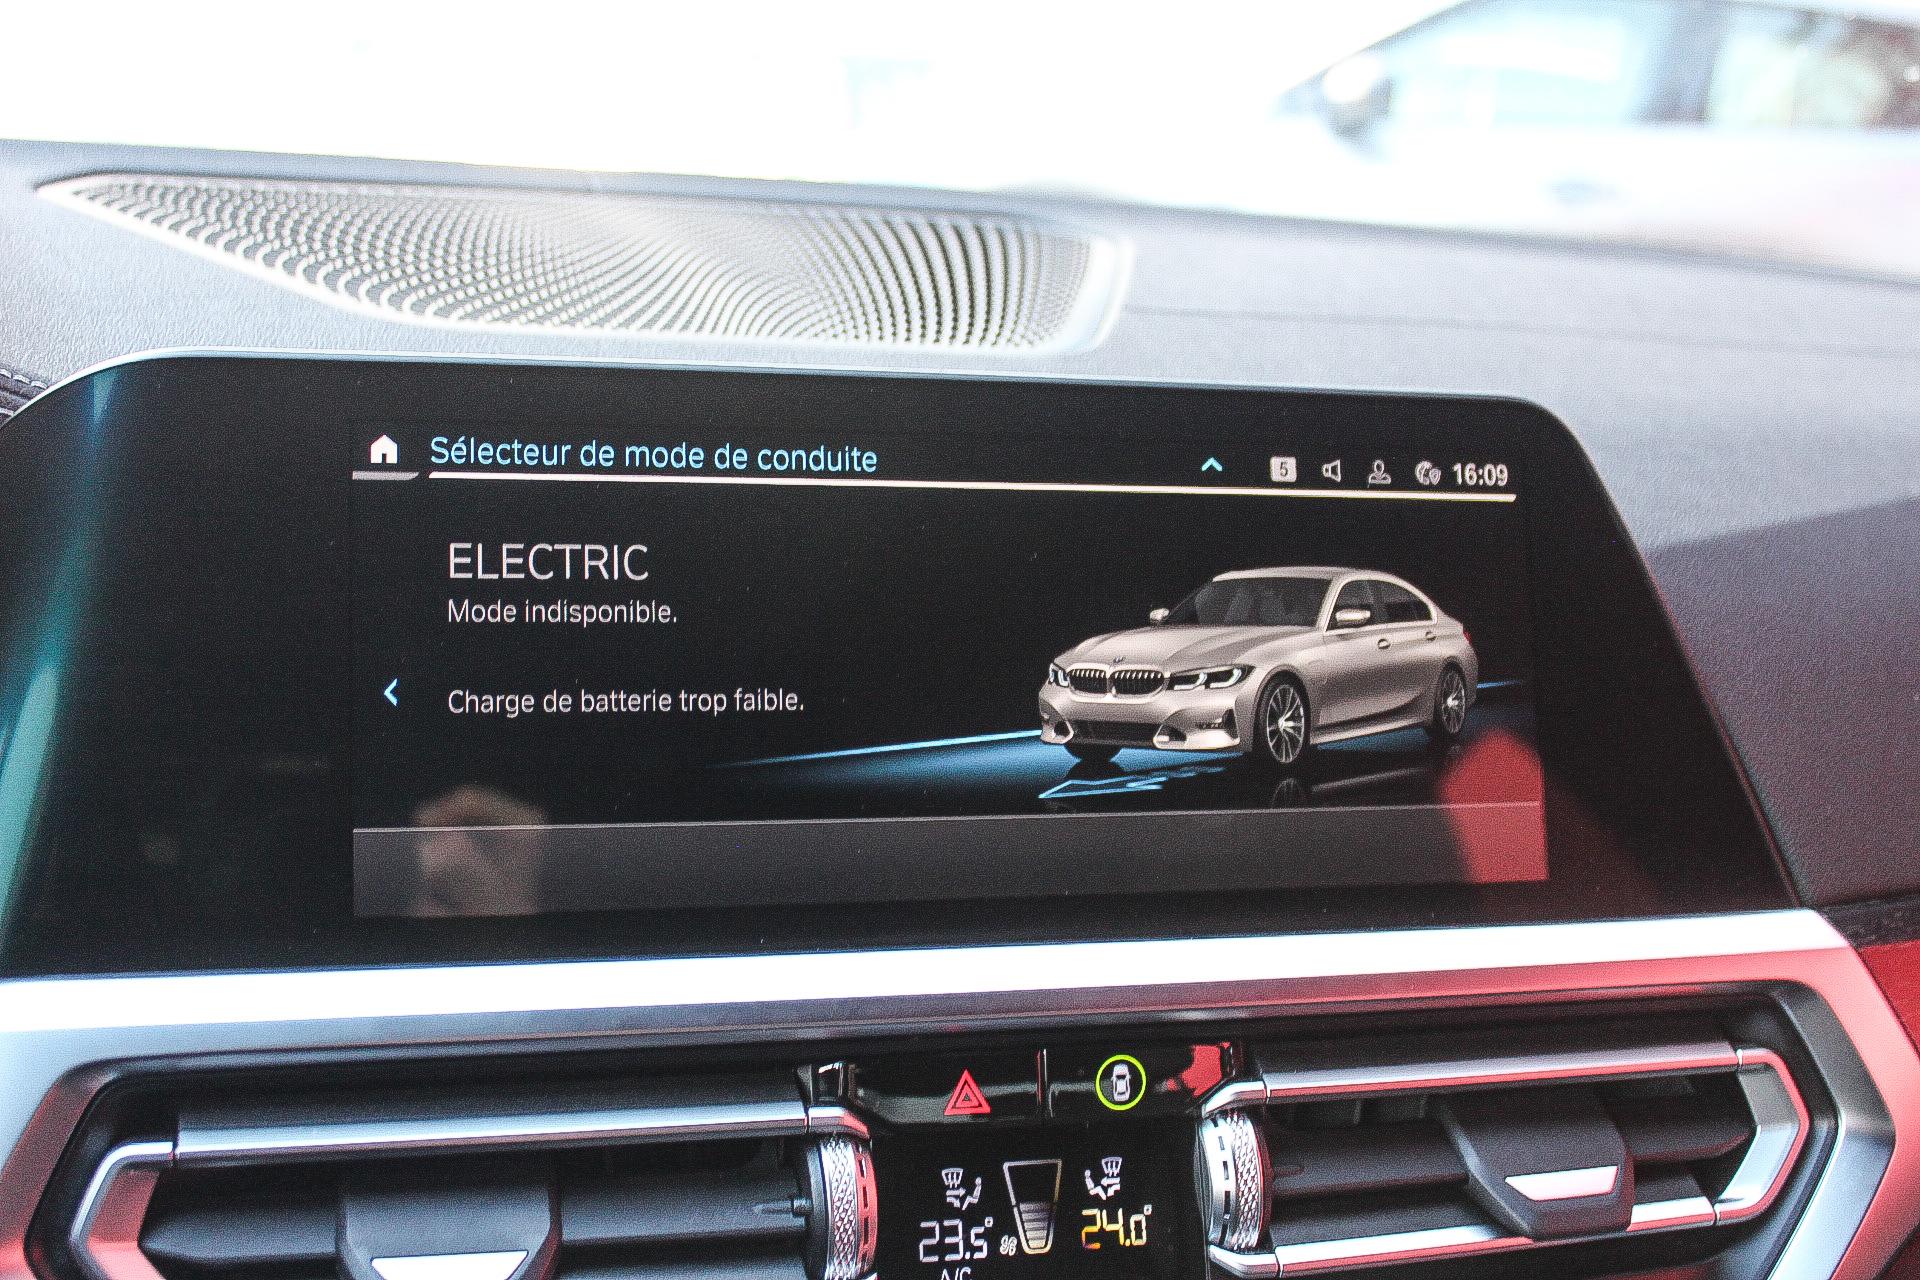 Sélecteur de mode de conduite
5
16:09
ELECTRIC
Mode indisponible.
Charge de batterie trop faible.
23.5°
24.0°
A/C